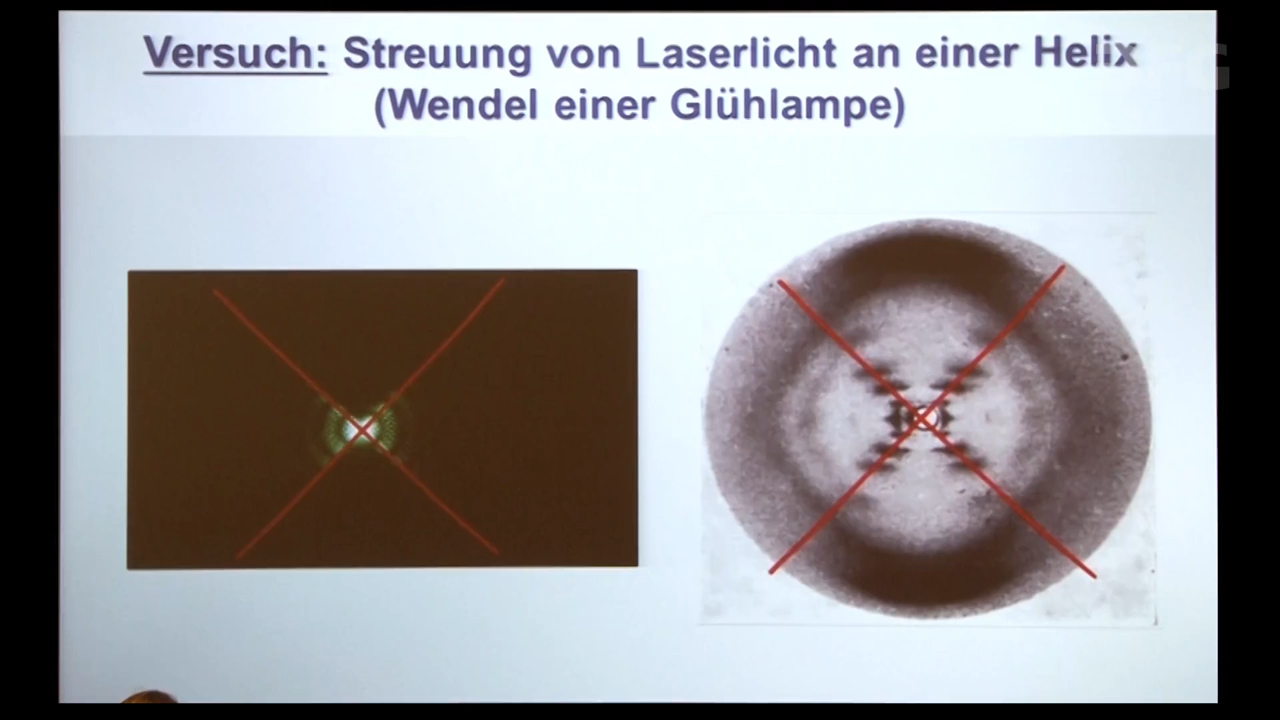 Versuch: Streuung von Laserlicht an einer Helix
(Wendel einer Glühlampe)